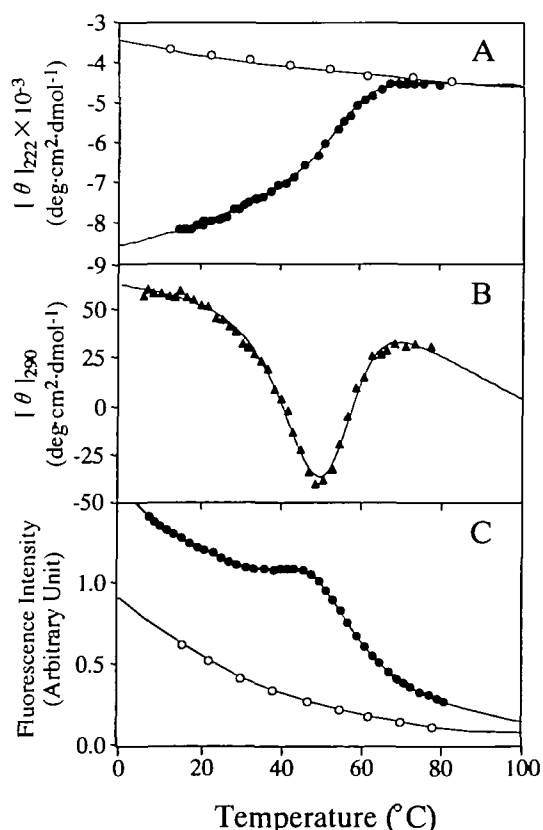 -3
-4
-5
-6
-7
-8
-9
[θ]222 × 10-3
(deg·cm2·dmol-1)
A
50
25
0
-25
-50
[θ]290
(deg·cm2·dmol-1)
B
1.0
0.5
0.0
Fluorescence Intensity
(Arbitrary Unit)
C
0 20 40 60 80 100
Temperature (°C)